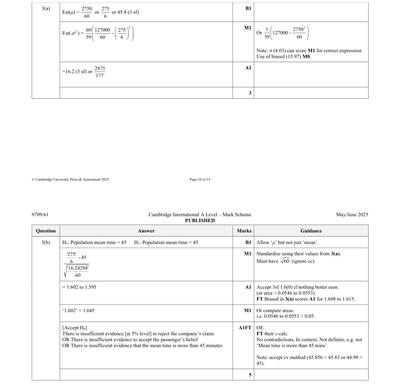 3(a)
Est(μ) = 2750/60 or 275/6 or 45.8 (3 sf)
B1
Est(σ²) = 60/59 (127000/60 − (275/6)²)
M1
Or 1/59 (127000 − 2750²/60)
Note: σ (4.03) can score M1 for correct expression
Use of biased (15.97) M0.
=16.2 (3 sf) or 2875/177
A1
3
© Cambridge University Press & Assessment 2025
Page 10 of 15
9709/61
Cambridge International A Level – Mark Scheme
PUBLISHED
May/June 2025
Question Answer Marks Guidance
3(b)
H₀: Population mean time = 45 H₁: Population mean time > 45
B1
Allow 'μ' but not just 'mean'.
('275'/6 − 45) / √('16.24294'/60)
M1
Standardise using their values from 3(a).
Must have √60 (ignore cc).
= 1.602 to 1.595
A1
Accept 3sf 1.6(0) if nothing better seen.
(or area = 0.0546 to 0.0553).
FT Biased in 3(a) scores A1 for 1.608 to 1.615.
'1.602' < 1.645
M1
Or compare areas.
i.e. 0.0546 to 0.0553 > 0.05.
[Accept H₀]
There is insufficient evidence [at 5% level] to reject the company's claim
OR There is insufficient evidence to accept the passenger's belief
OR There is insufficient evidence that the mean time is more than 45 minutes
A1FT
OE.
FT their z-calc.
No contradictions, In context, Not definite, e.g. not
'Mean time is more than 45 mins'.
Note: accept cv method (45.856 > 45.83 or 44.98 <
45).
5